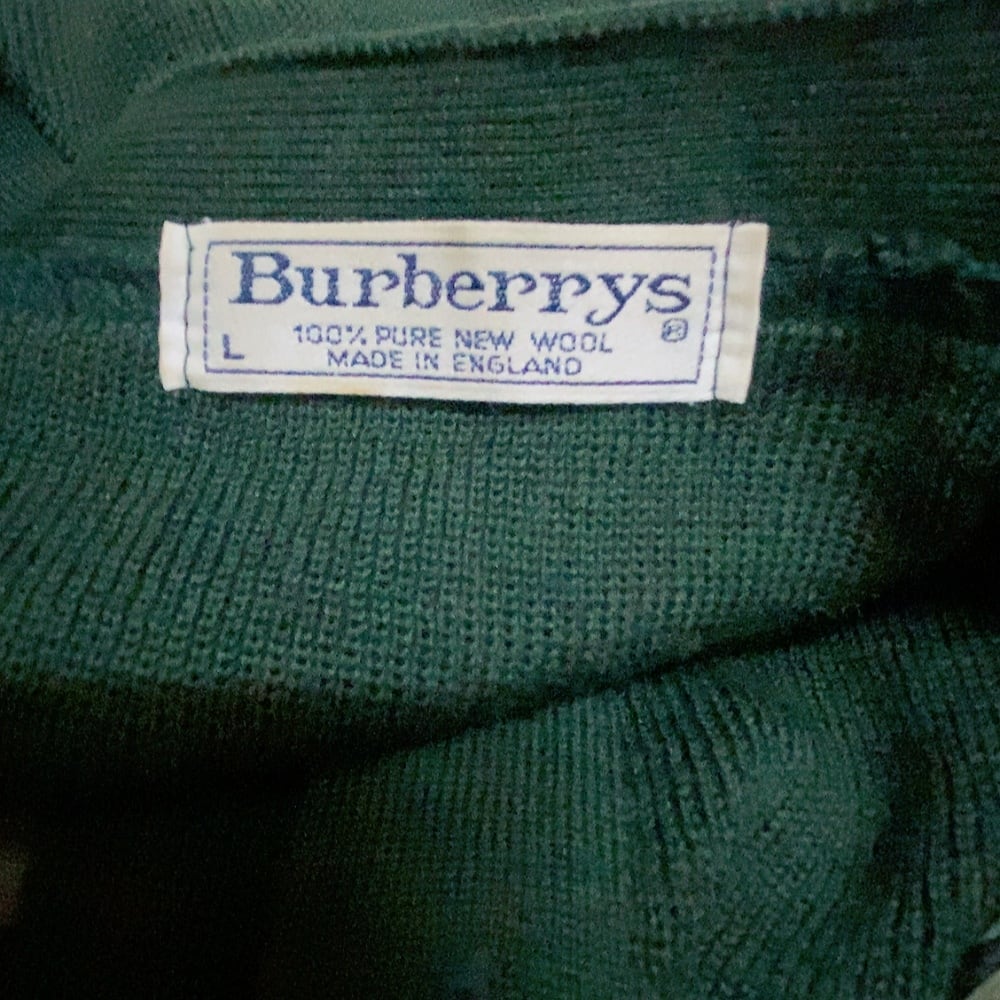 Burberrys
®
100% PURE NEW WOOL
L MADE IN ENGLAND